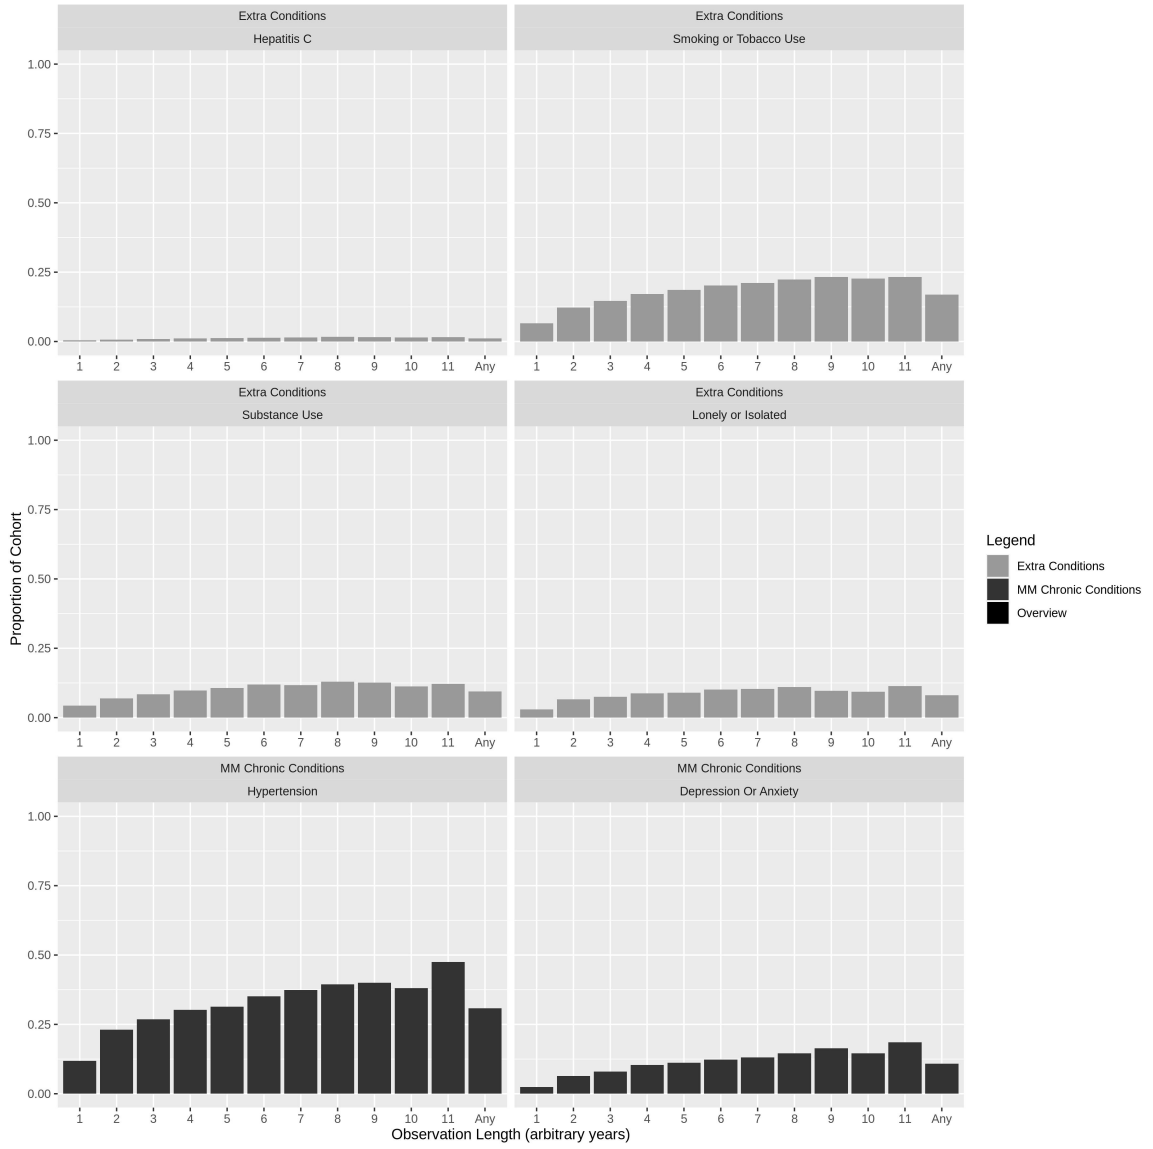 Extra Conditions
Extra Conditions
Hepatitis C
Smoking or Tobacco Use
1.00
0.75
0.50
0.25
0.00
1 2 3 4 5 6 7 8 9 10 11 Any
1 2 3 4 5 6 7 8 9 10 11 Any
Extra Conditions
Extra Conditions
Substance Use
Lonely or Isolated
1.00
0.75
0.50
0.25
0.00
1 2 3 4 5 6 7 8 9 10 11 Any
1 2 3 4 5 6 7 8 9 10 11 Any
MM Chronic Conditions
MM Chronic Conditions
Hypertension
Depression Or Anxiety
1.00
0.75
0.50
0.25
0.00
1 2 3 4 5 6 7 8 9 10 11 Any
1 2 3 4 5 6 7 8 9 10 11 Any
Observation Length (arbitrary years)
Proportion of Cohort
Legend
Extra Conditions
MM Chronic Conditions
Overview